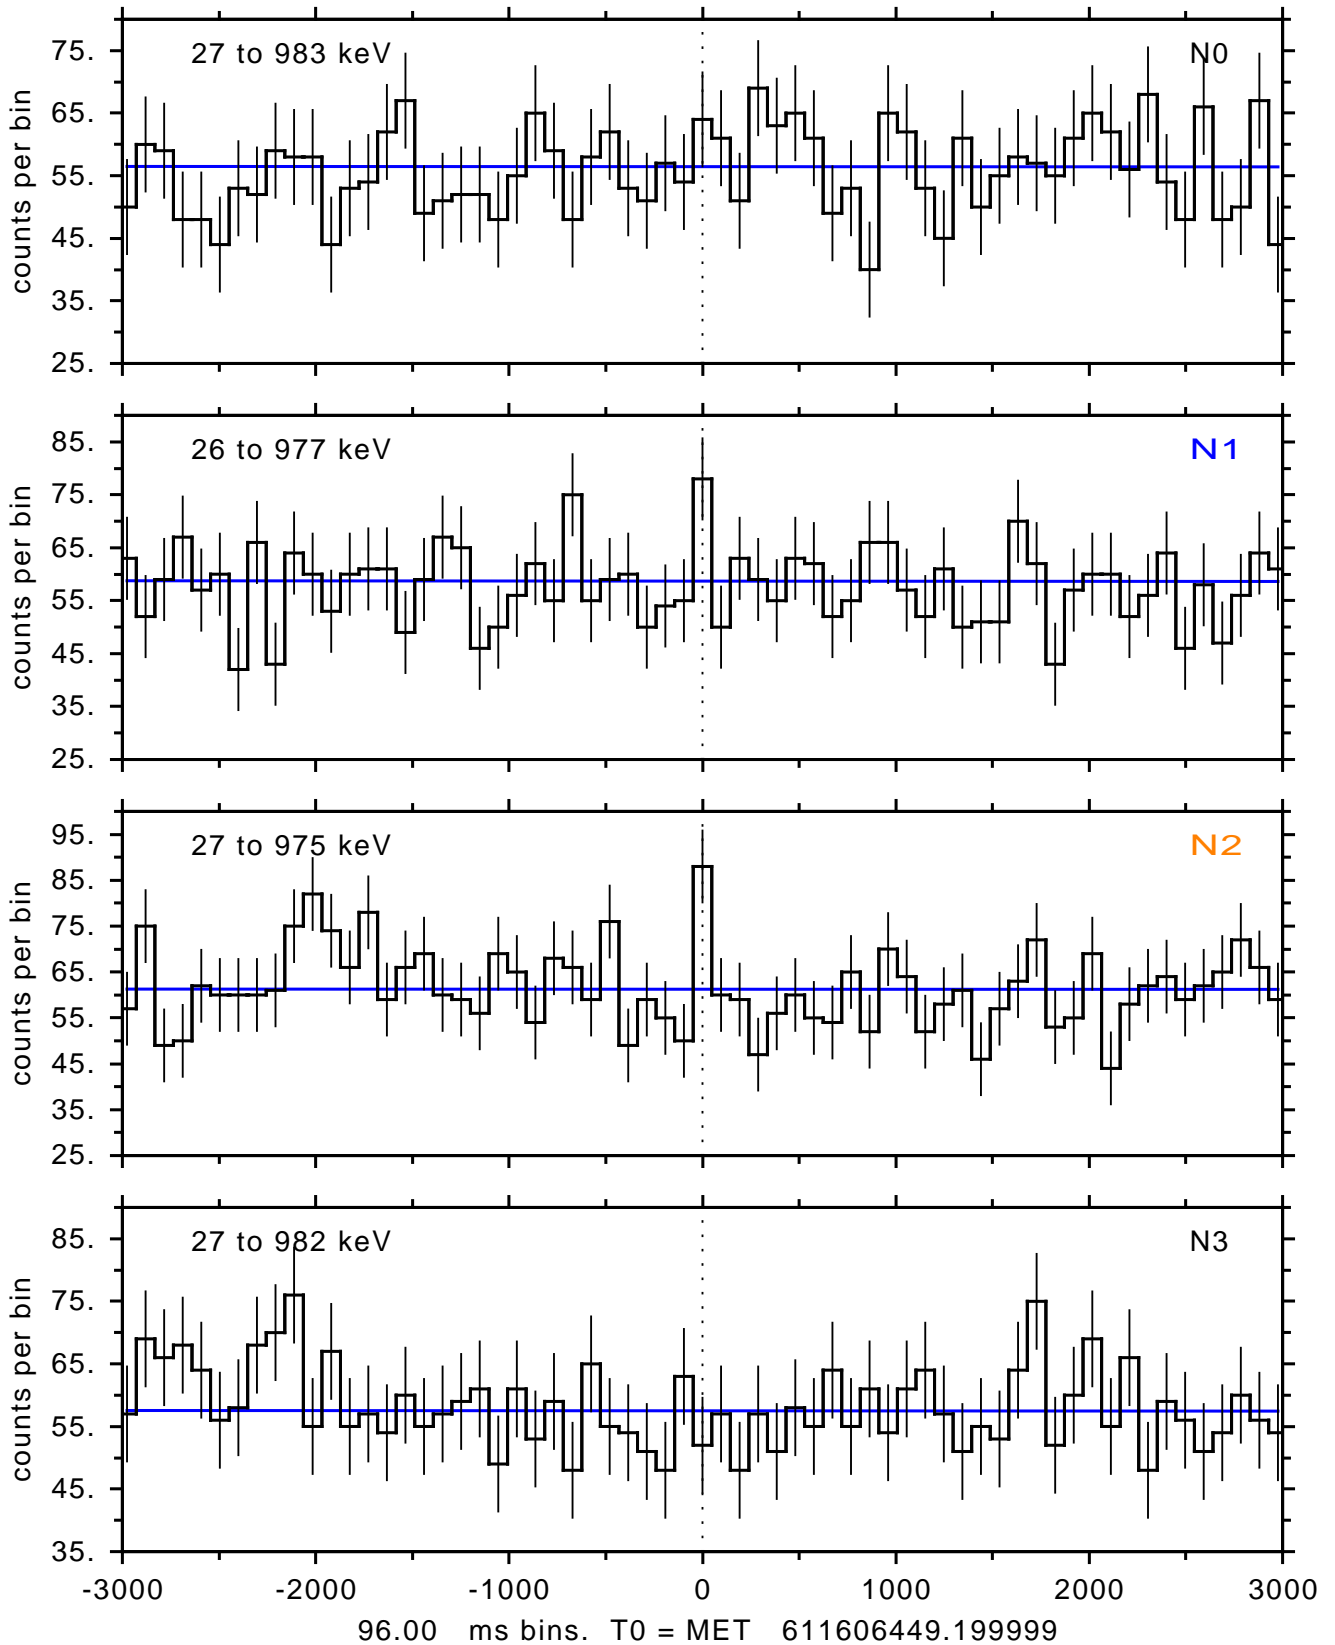 27 to 983 keV N0
75.
65.
55.
45.
35.
25.
counts per bin
26 to 977 keV N1
85.
75.
65.
55.
45.
35.
25.
counts per bin
27 to 975 keV N2
95.
85.
75.
65.
55.
45.
35.
25.
counts per bin
27 to 982 keV N3
85.
75.
65.
55.
45.
35.
counts per bin
-3000 -2000 -1000 0 1000 2000 3000
96.00 ms bins. T0 = MET 611606449.199999